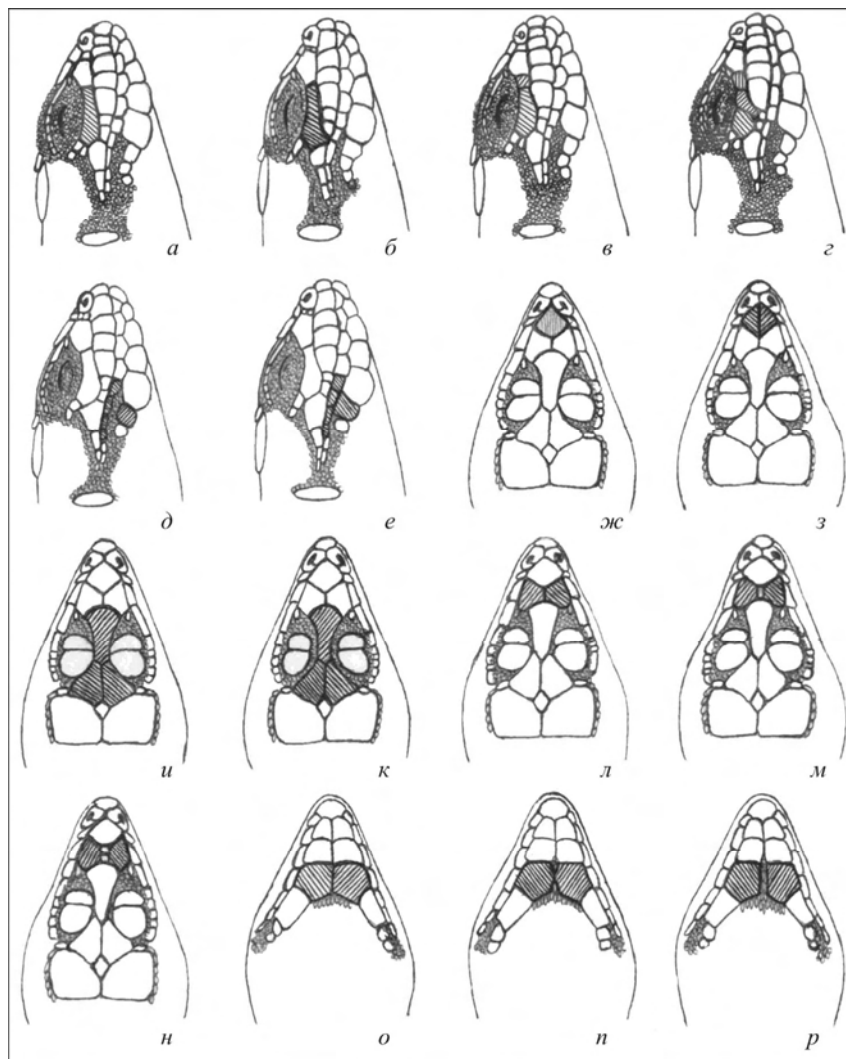 а б в г
д е ж з
и к л м
н о п р